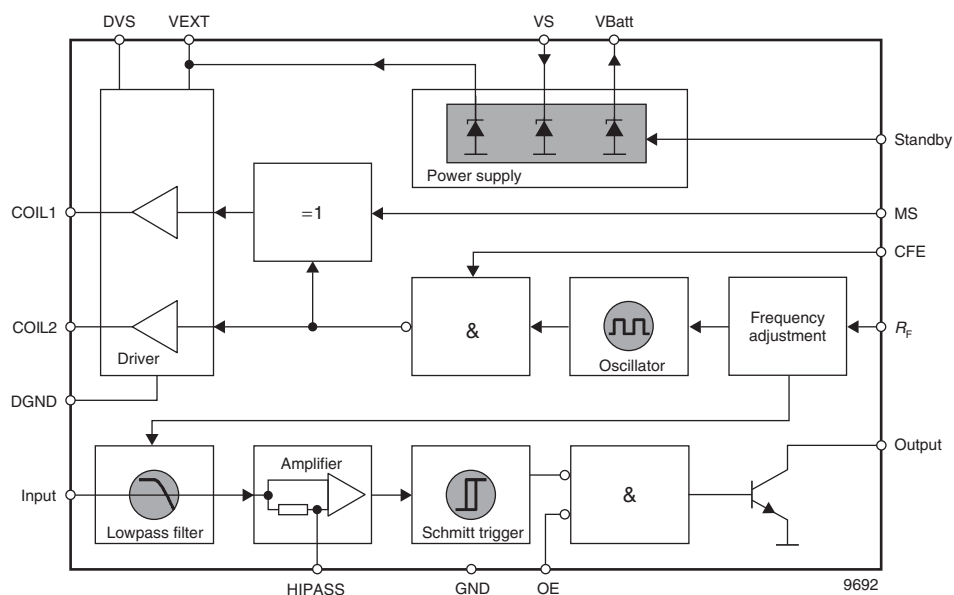 DVS
VEXT
VS
VBatt
Standby
Power supply
COIL1
=1
MS
CFE
COIL2
&
Oscillator
Frequency
adjustment
RF
Driver
DGND
Output
Input
Lowpass filter
Amplifier
Schmitt trigger
&
HIPASS
GND
OE
9692